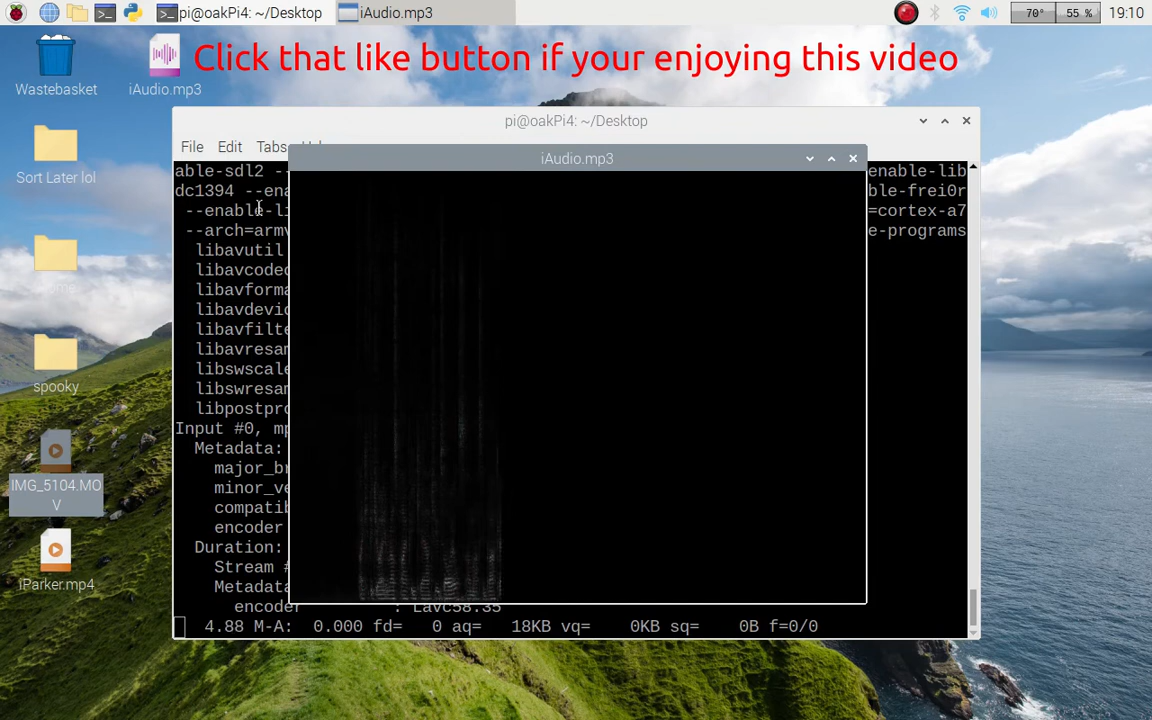 pi@oakPi4: ~/Desktop
iAudio.mp3
70°
55 %
19:10
Click that like button if your enjoying this video
Wastebasket
iAudio.mp3
Sort Later lol
spooky
IMG_5104.MO
V
iParker.mp4
pi@oakPi4: ~/Desktop
File Edit Tabs
iAudio.mp3
able-sdl2 -- enable-lib
dc1394 --ena ble-frei0r
--enable-li =cortex-a7
--arch=armv e-programs
libavutil
libavcodec
libavforma
libavdevic
libavfilte
libavresam
libswscale
libswresam
libpostpro
Input #0, mp
Metadata:
major_br
minor_ve
compatib
encoder
Duration:
Stream #
Metadata
encoder : Lavc58.35
4.88 M-A: 0.000 fd= 0 aq= 18KB vq= 0KB sq= 0B f=0/0